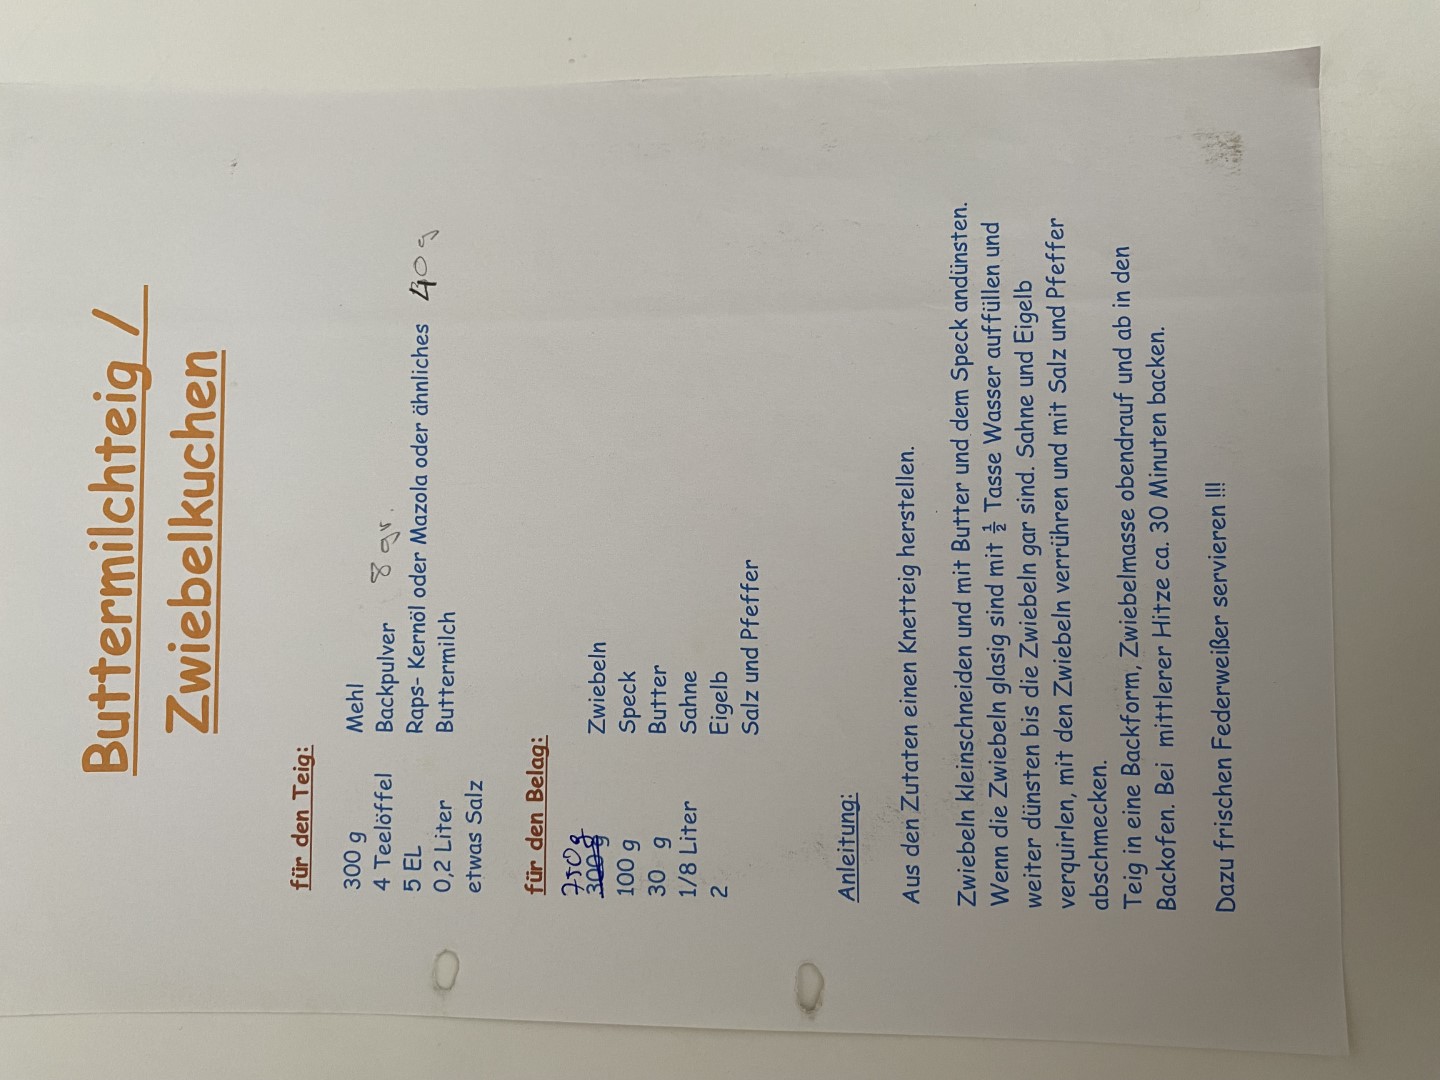 Buttermilchteig /
Zwiebelkuchen
für den Teig:
300 g Mehl
4 Teelöffel Backpulver 8 gr.
5 EL Raps- Kernöl oder Mazola oder ähnliches 40 g
0,2 Liter Buttermilch
etwas Salz
für den Belag:
750 g
300 g Zwiebeln
100 g Speck
30 g Butter
1/8 Liter Sahne
2 Eigelb
Salz und Pfeffer
Anleitung:
Aus den Zutaten einen Knetteig herstellen.
Zwiebeln kleinschneiden und mit Butter und dem Speck andünsten.
Wenn die Zwiebeln glasig sind mit ½ Tasse Wasser auffüllen und
weiter dünsten bis die Zwiebeln gar sind. Sahne und Eigelb
verquirlen, mit den Zwiebeln verrühren und mit Salz und Pfeffer
abschmecken.
Teig in eine Backform, Zwiebelmasse obendrauf und ab in den
Backofen. Bei mittlerer Hitze ca. 30 Minuten backen.
Dazu frischen Federweißer servieren !!!